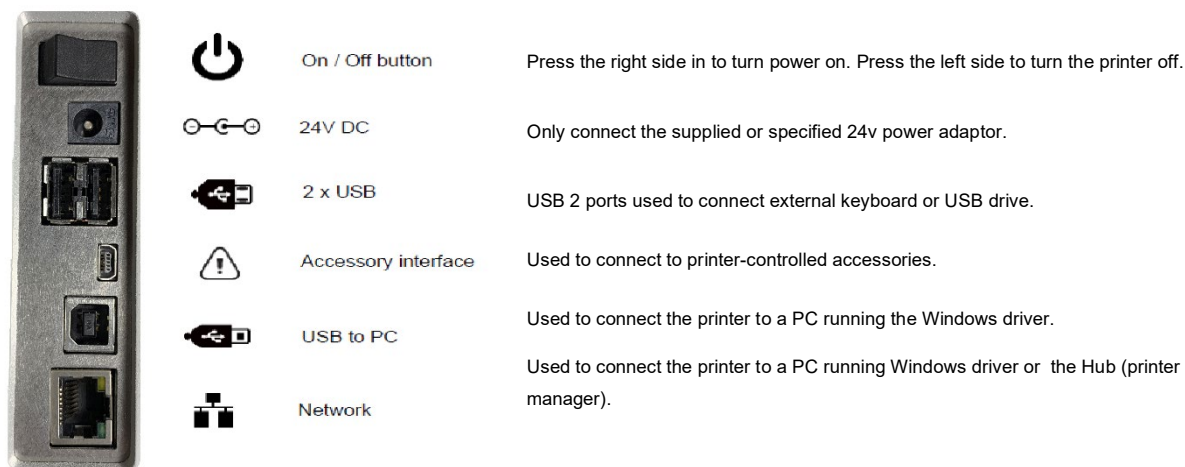 On / Off button
Press the right side in to turn power on. Press the left side to turn the printer off.
24V DC
Only connect the supplied or specified 24v power adaptor.
2 x USB
USB 2 ports used to connect external keyboard or USB drive.
Accessory interface
Used to connect to printer-controlled accessories.
USB to PC
Used to connect the printer to a PC running the Windows driver.
Network
Used to connect the printer to a PC running Windows driver or the Hub (printer
manager).